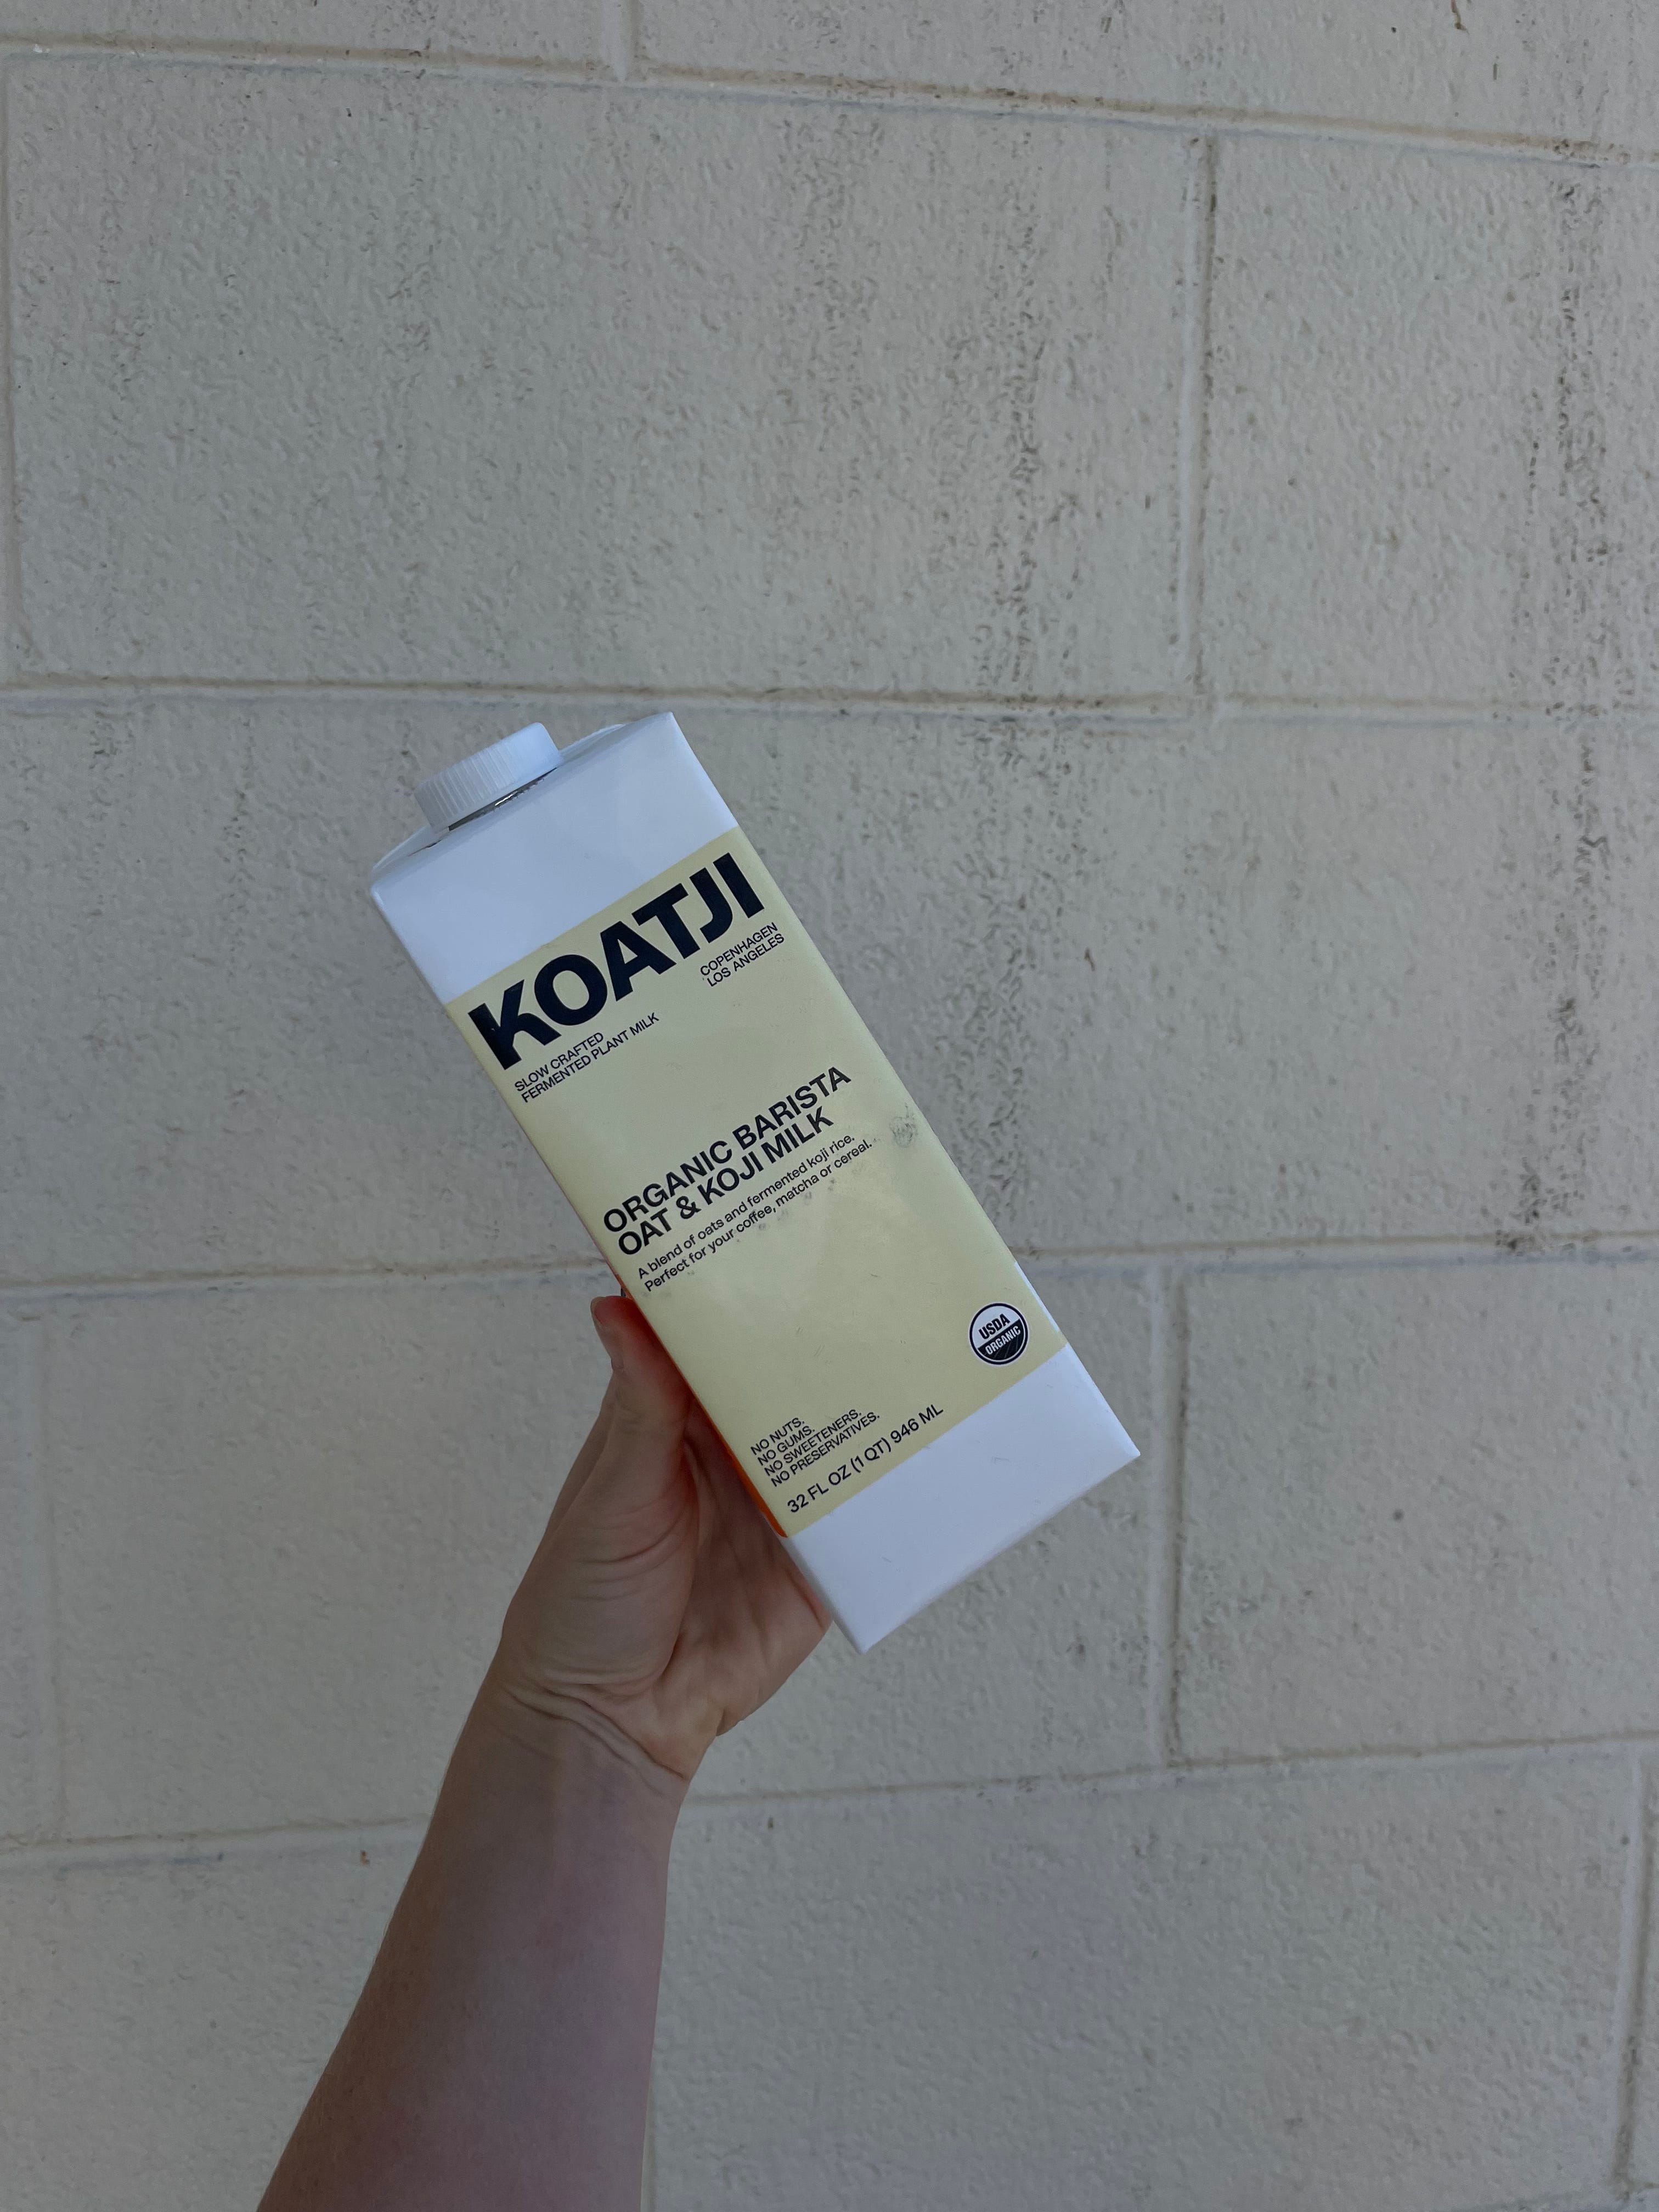 KOATJI
COPENHAGEN
LOS ANGELES
SLOW CRAFTED
FERMENTED PLANT MILK
ORGANIC BARISTA
OAT & KOJI MILK
A blend of oats and fermented koji rice.
Perfect for your coffee, matcha or cereal.
USDA
ORGANIC
NO NUTS.
NO GUMS.
NO SWEETENERS.
NO PRESERVATIVES.
32 FL OZ (1 QT) 946 ML